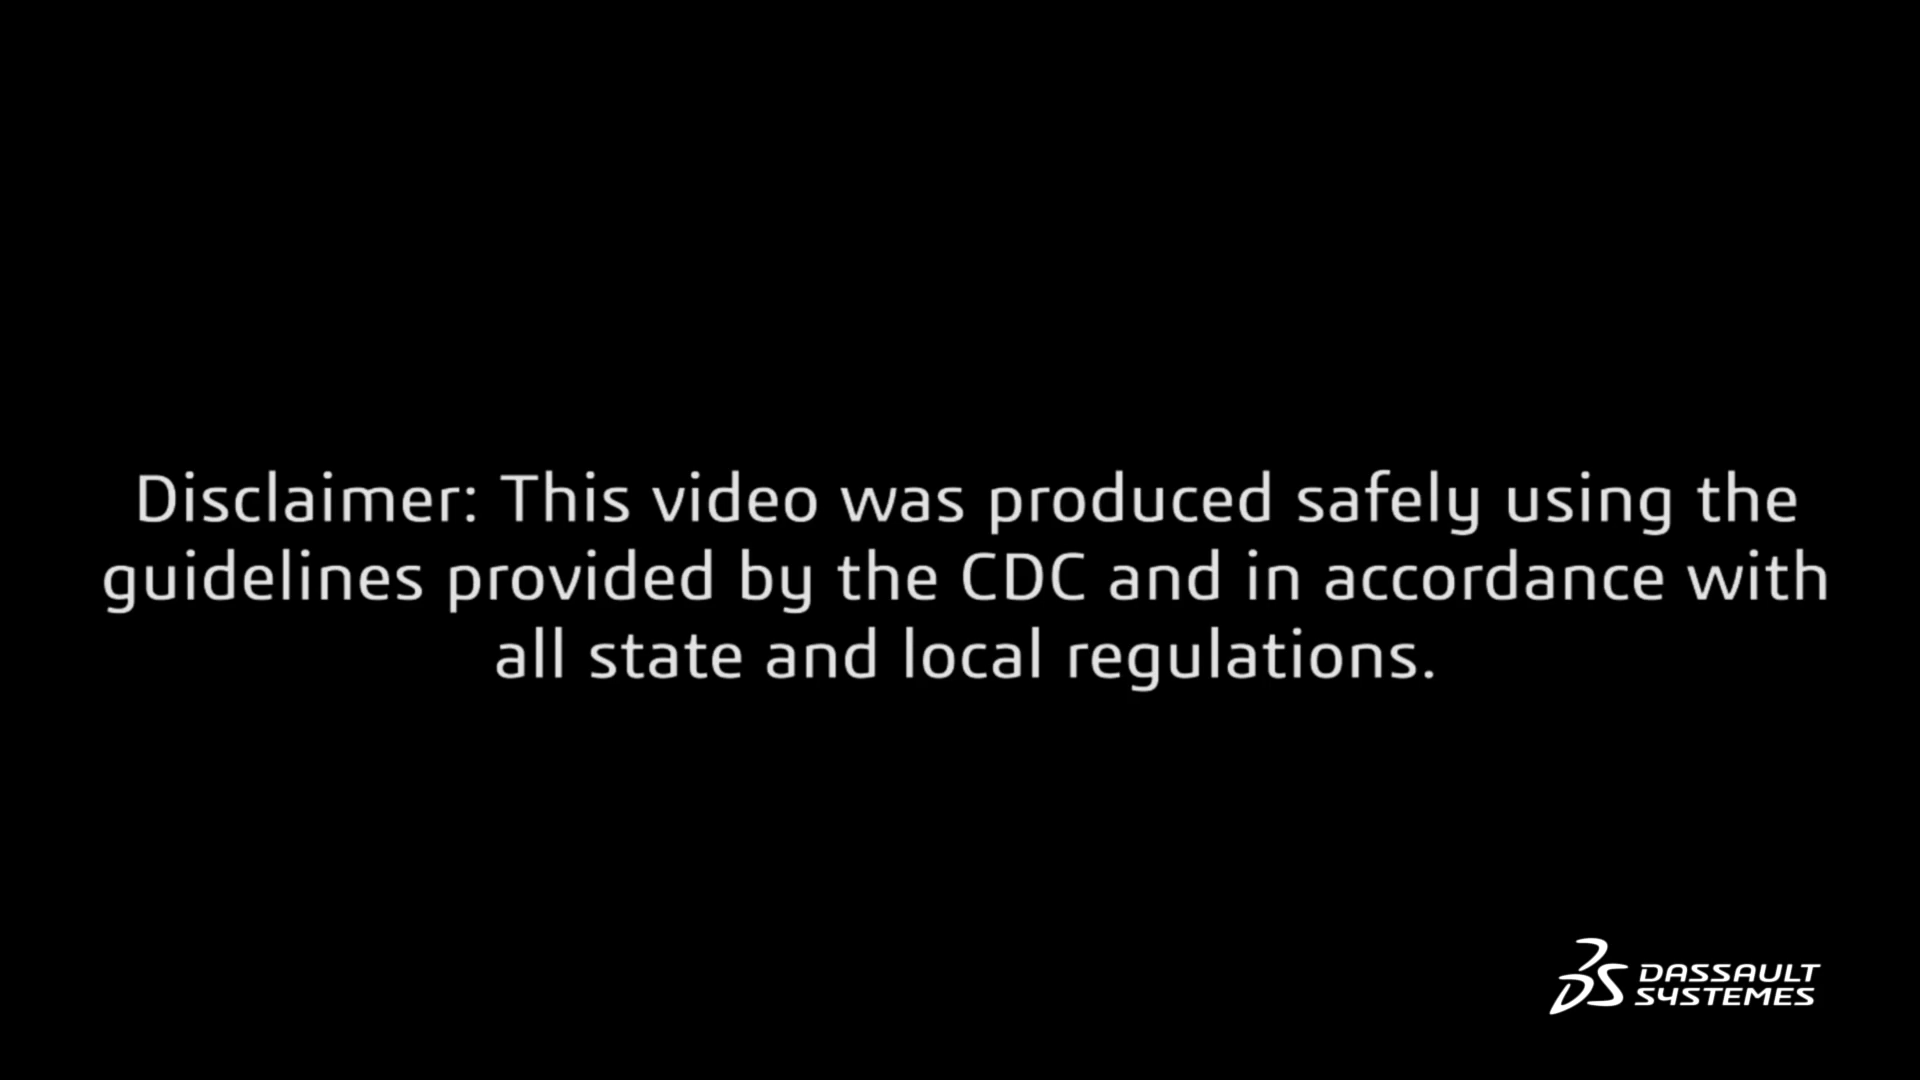 Disclaimer: This video was produced safely using the
guidelines provided by the CDC and in accordance with
all state and local regulations.
DASSAULT
SYSTEMES